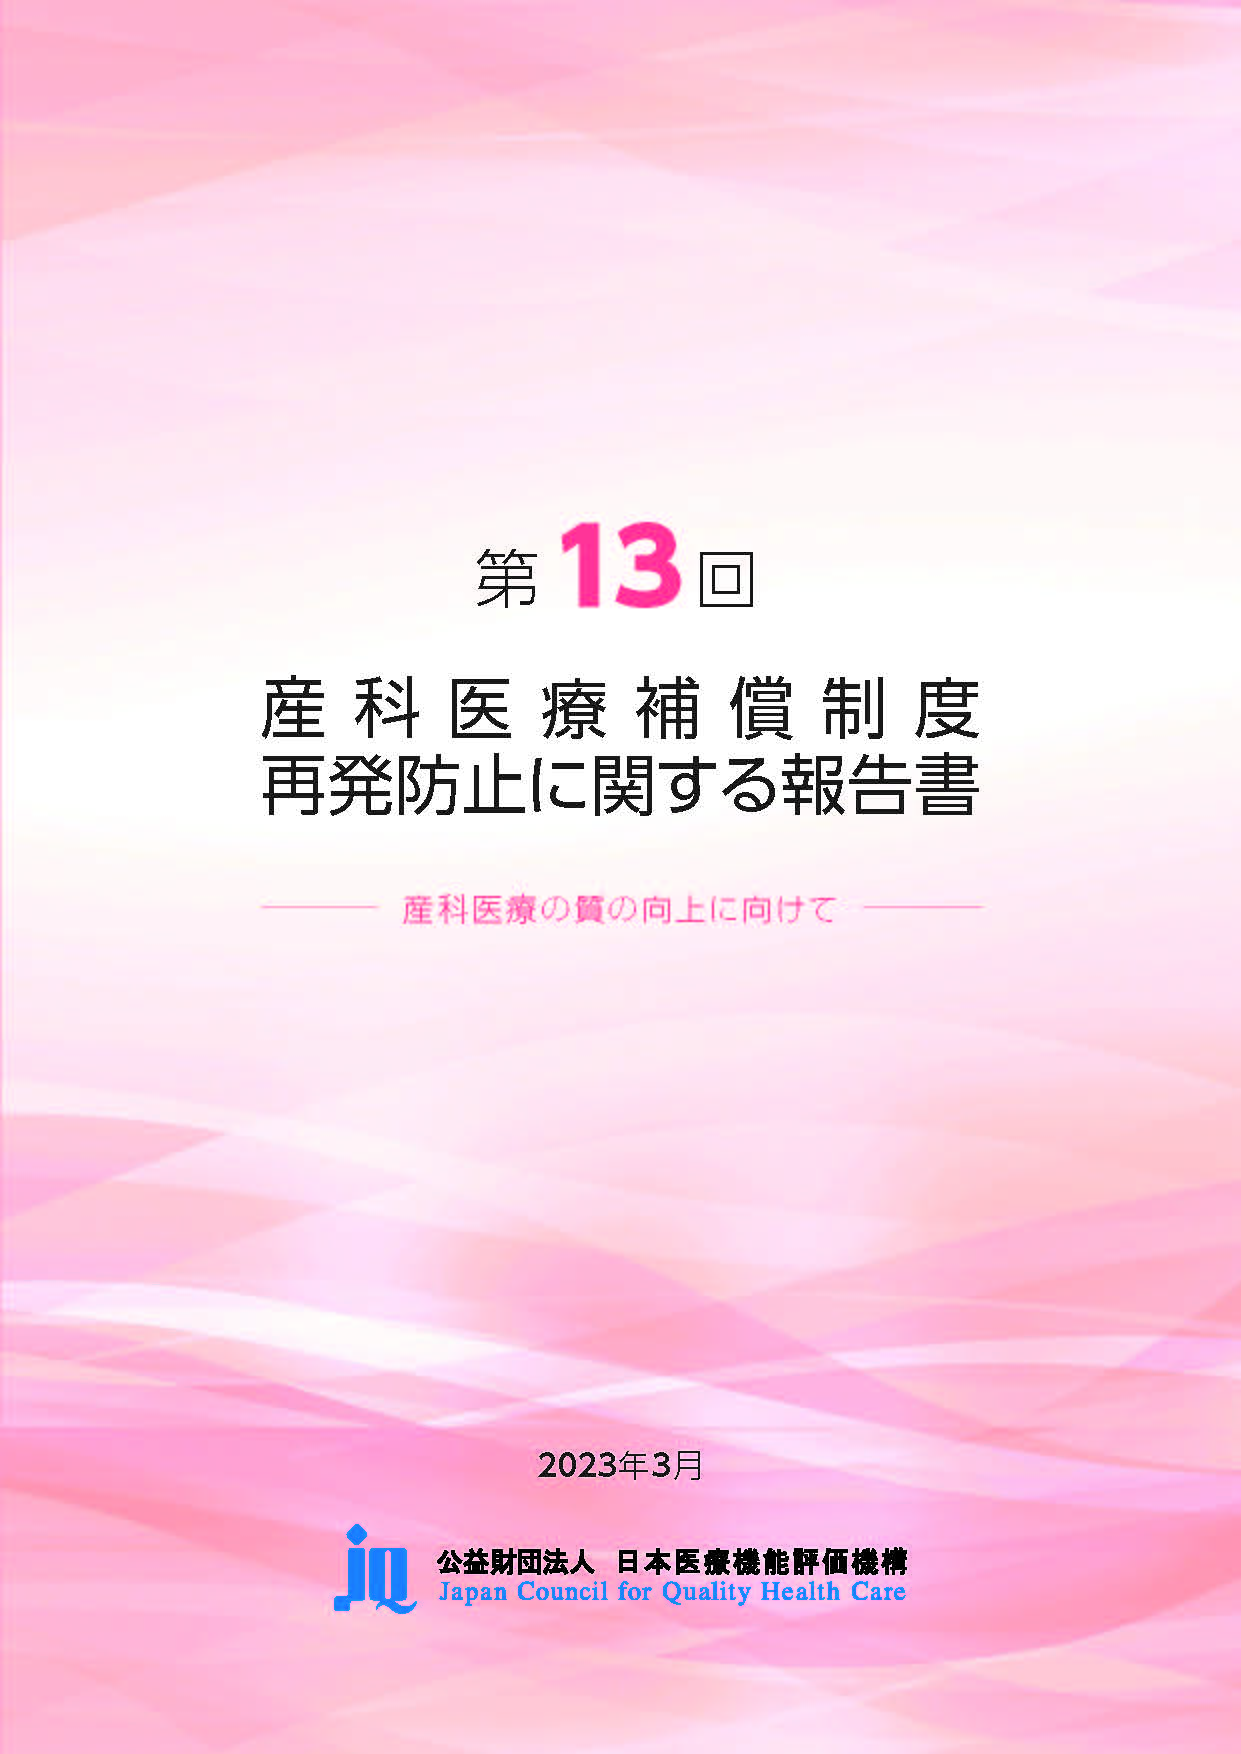 第13回
産科医療補償制度
再発防止に関する報告書
産科医療の質の向上に向けて
2023年3月
公益財団法人 日本医療機能評価機構
Japan Council for Quality Health Care